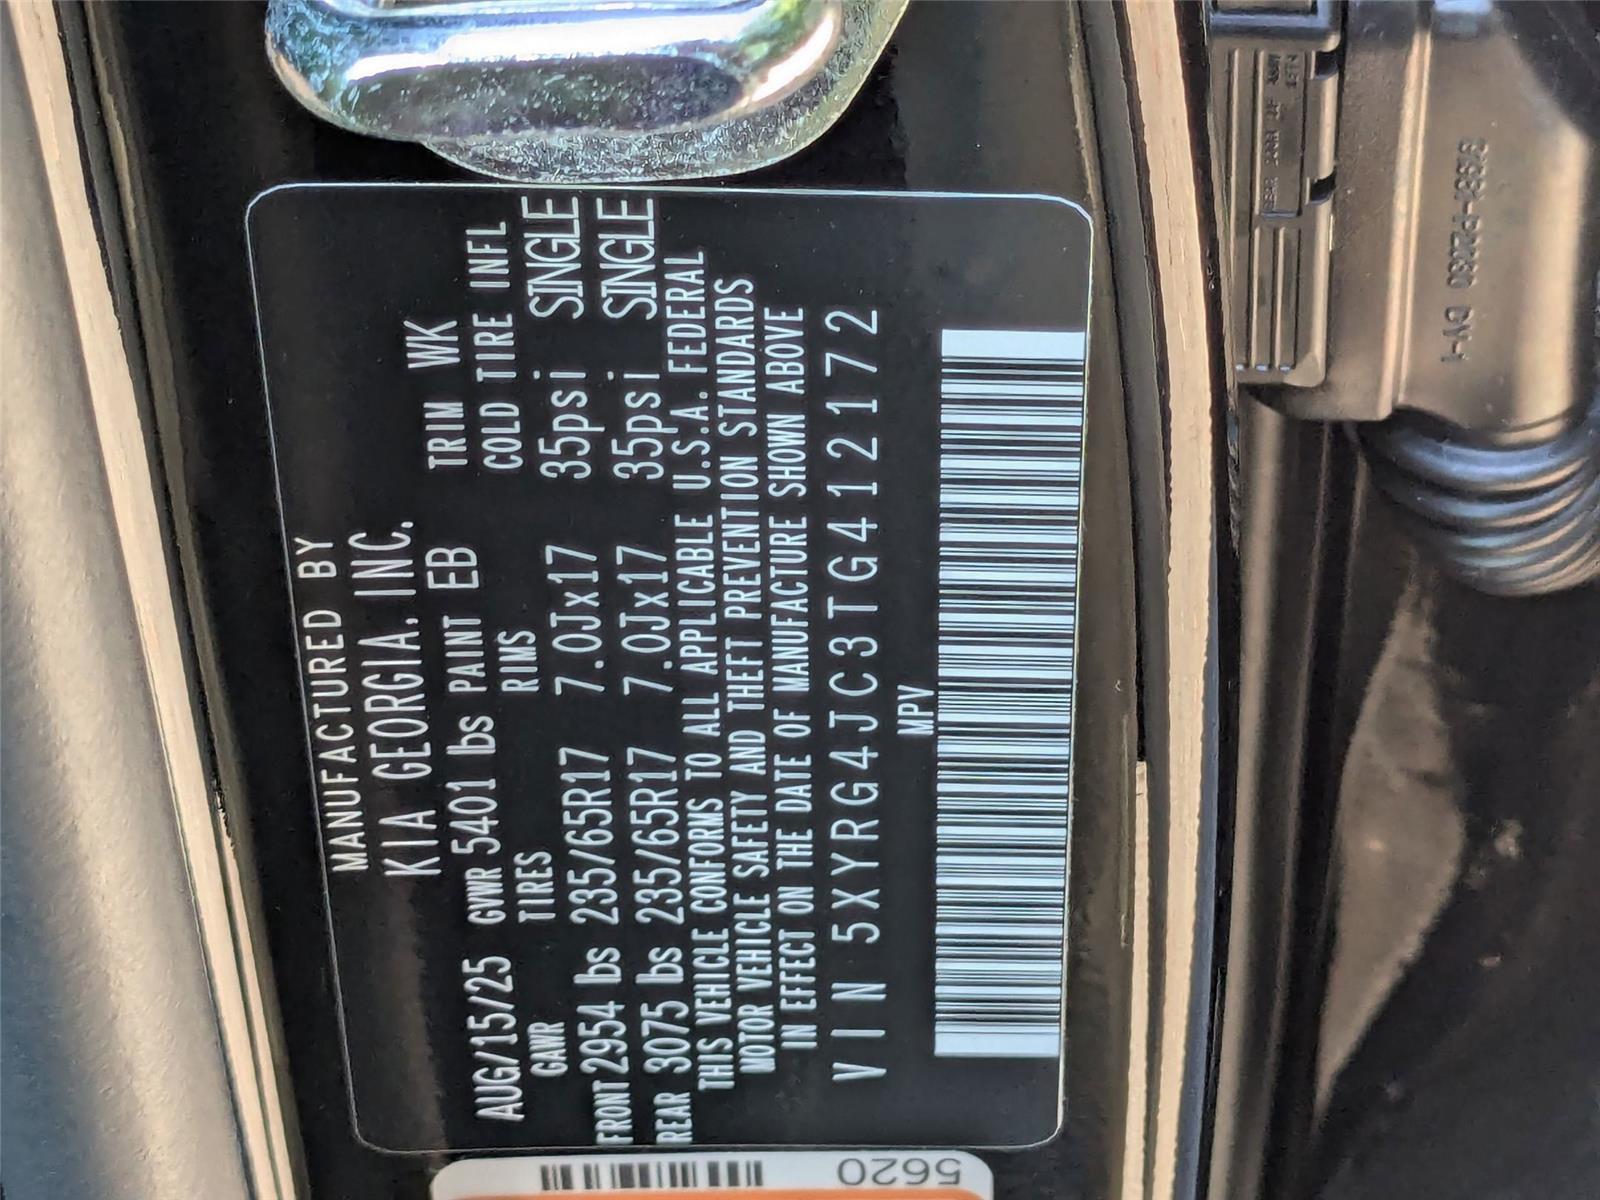 MANUFACTURED BY
KIA GEORGIA, INC.
AUG/15/25 GVWR 5401 lbs PAINT EB TRIM WK
GAWR TIRES RIMS COLD TIRE INFL
FRONT 2954 lbs 235/65R17 7.0Jx17 35psi SINGLE
REAR 3075 lbs 235/65R17 7.0Jx17 35psi SINGLE
THIS VEHICLE CONFORMS TO ALL APPLICABLE U.S.A. FEDERAL
MOTOR VEHICLE SAFETY AND THEFT PREVENTION STANDARDS
IN EFFECT ON THE DATE OF MANUFACTURE SHOWN ABOVE
VIN 5XYRG4JC3TG412172
MPV
5620